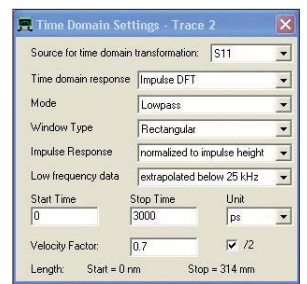 Time Domain Settings - Trace 2
Source for time domain transformation: S11
Time domain response Impulse DFT
Mode Lowpass
Window Type Rectangular
Impulse Response normalized to impulse height
Low frequency data extrapolated below 25 kHz
Start Time Stop Time Unit
0 3000 ps
Velocity Factor: 0.7 /2
Length: Start = 0 nm Stop = 314 mm